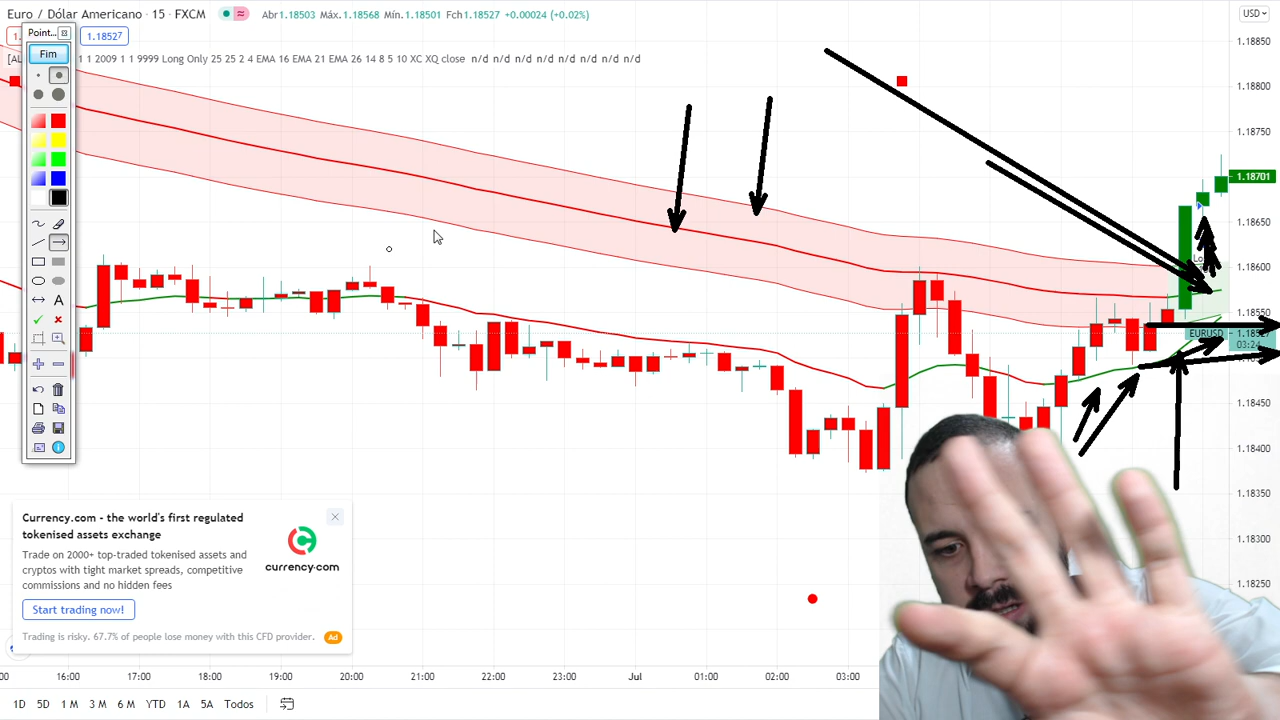 Euro / Dólar Americano · 15 · FXCM
Abr1.18503 Máx.1.18568 Mín.1.18501 Fch1.18527 +0.00024 (+0.02%)
USD
Point...
1.18527
1 1 2009 1 1 9999 Long Only 25 25 2 4 EMA 16 EMA 21 EMA 26 14 8 5 10 XC XQ close n/d n/d n/d n/d n/d n/d n/d n/d
Fim
A
1.18850
1.18800
1.18750
1.18701
1.18650
1.18600
1.18550
EURUSD
03:24
1.18450
1.18400
1.18350
1.18300
1.18250
Currency.com - the world's first regulated
tokenised assets exchange
Trade on 2000+ top-traded tokenised assets and
cryptos with tight market spreads, competitive
commissions and no hidden fees
currency.com
Start trading now!
Trading is risky. 67.7% of people lose money with this CFD provider.
Ad
16:00 17:00 18:00 19:00 20:00 21:00 22:00 23:00 Jul 01:00 02:00 03:00
1D 5D 1 M 3 M 6 M YTD 1A 5A Todos